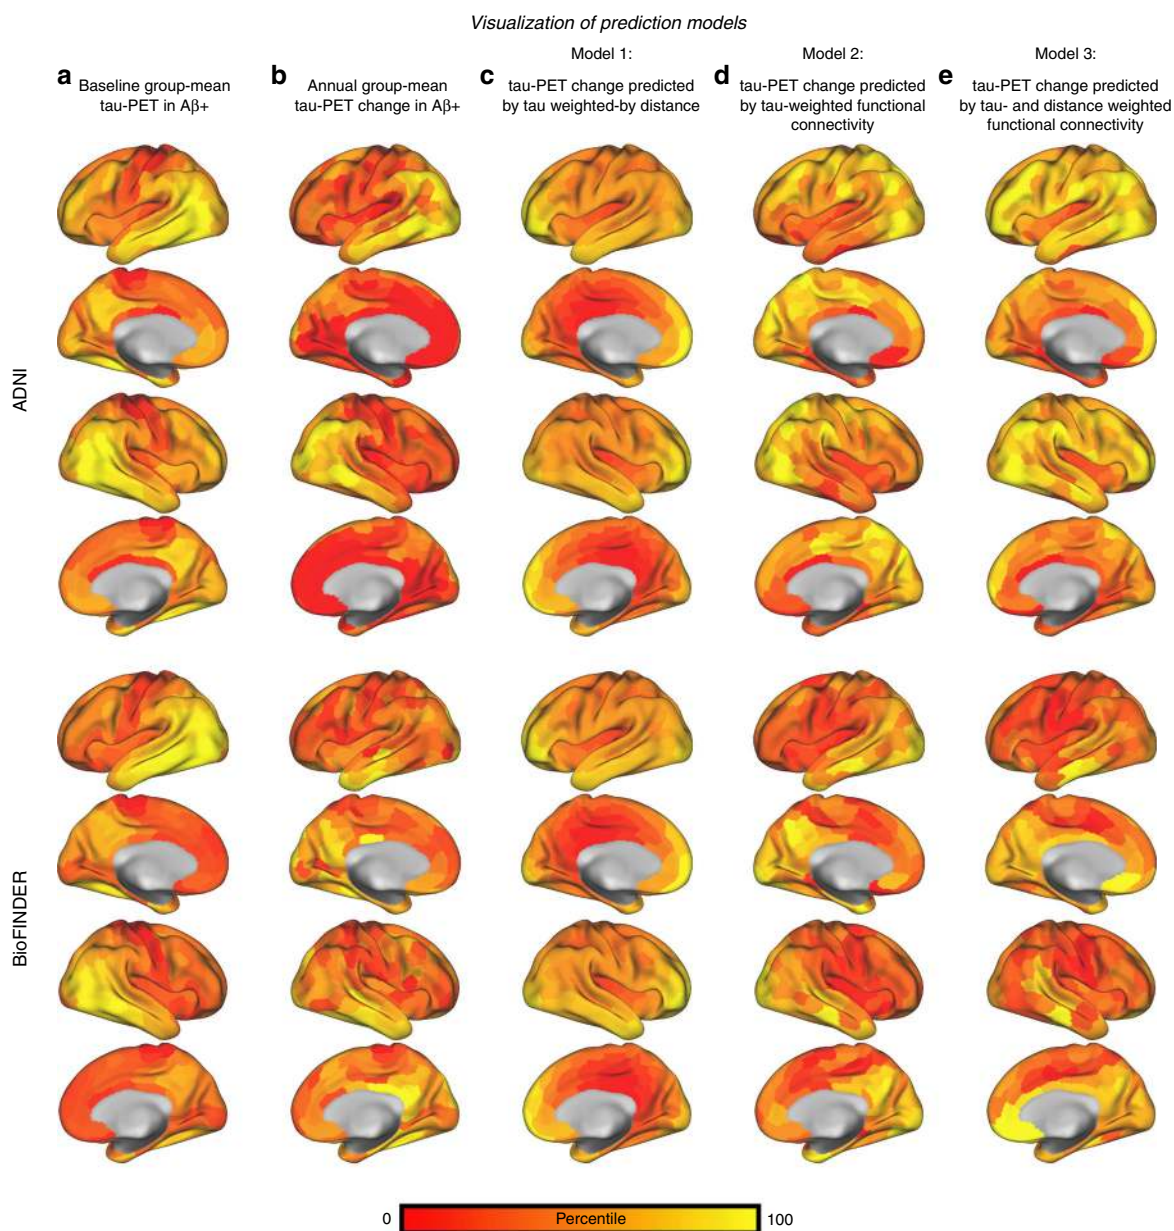 Visualization of prediction models
a Baseline group-mean
tau-PET in Aβ+
b Annual group-mean
tau-PET change in Aβ+
c Model 1:
tau-PET change predicted
by tau weighted-by distance
d Model 2:
tau-PET change predicted
by tau-weighted functional
connectivity
e Model 3:
tau-PET change predicted
by tau- and distance weighted
functional connectivity
ADNI
BioFINDER
0 Percentile 100